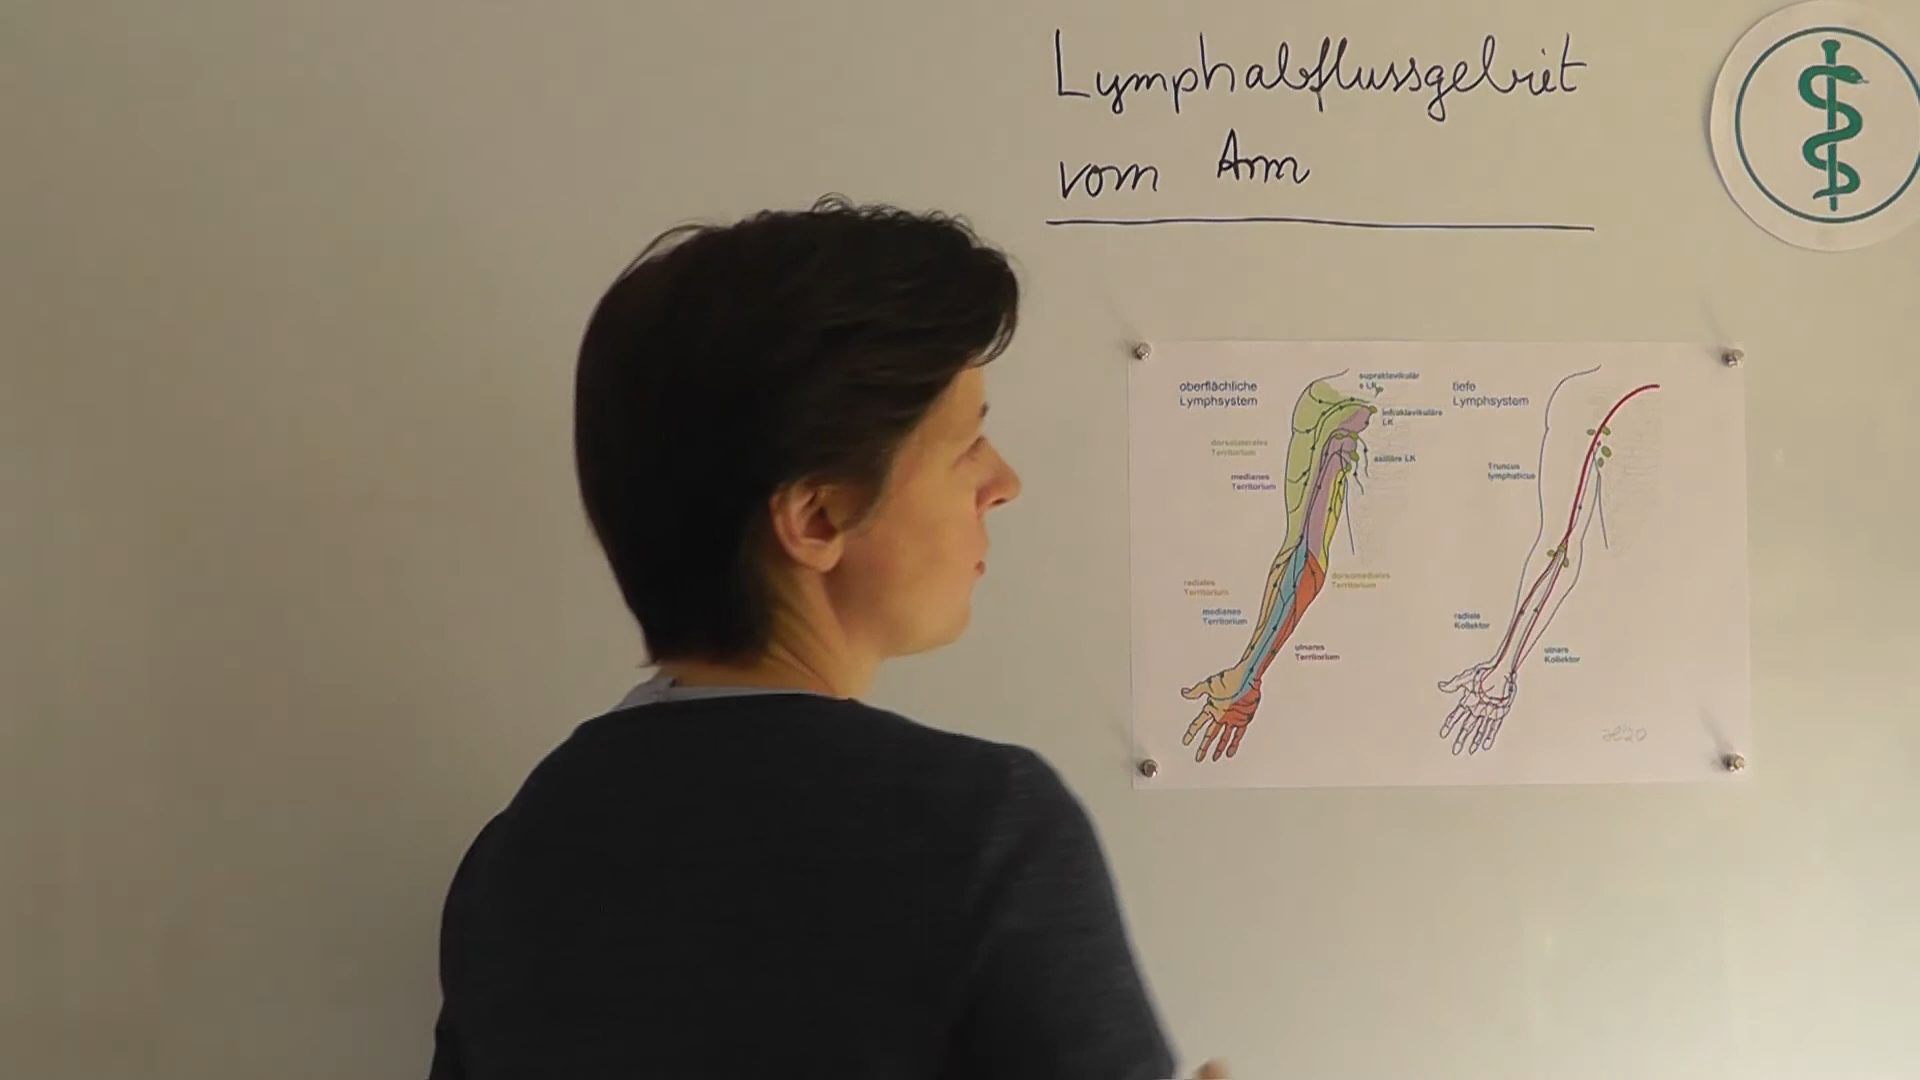 Lymphabflussgebiet
vom Arm
oberflächliche
Lymphsystem
supraklavikulär
e LK
infraklavikuläre
LK
dorsolaterales
Territorium
axilläre LK
medianes
Territorium
radiales
Territorium
dorsomediales
Territorium
medianes
Territorium
ulnares
Territorium
tiefe
Lymphsystem
Truncus
lymphaticus
radiale
Kollektor
ulnare
Kollektor